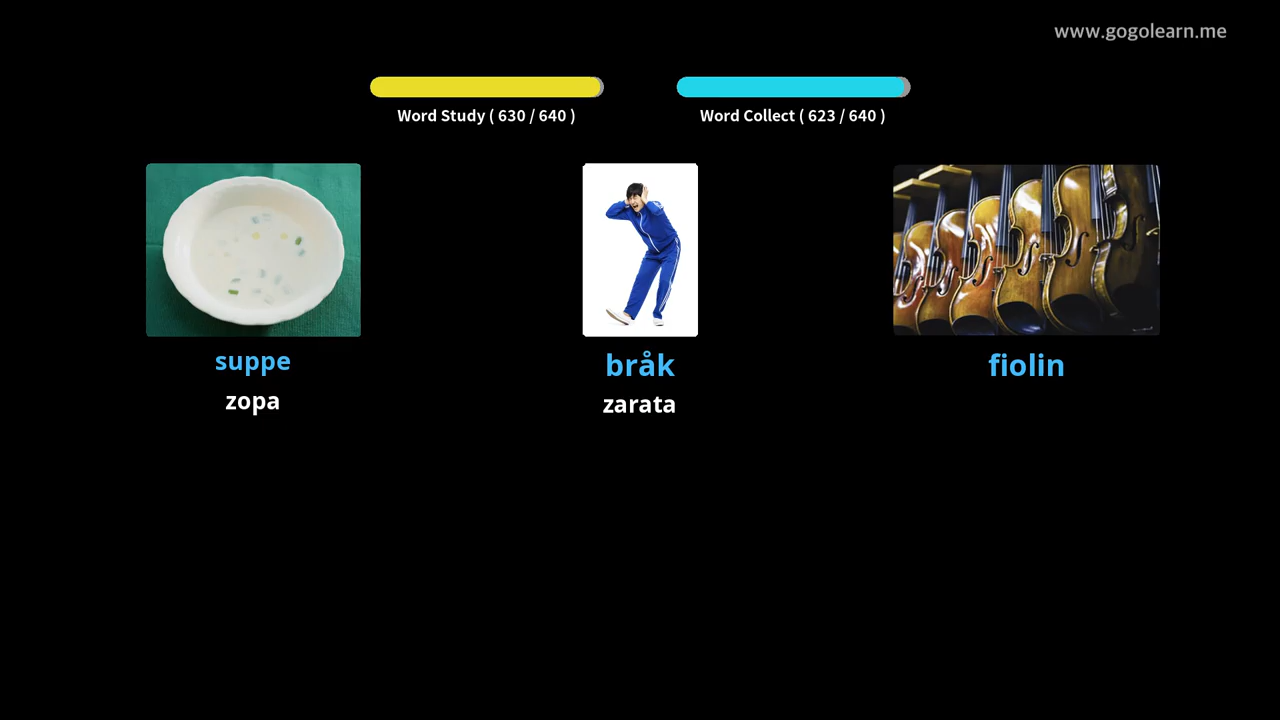 www.gogolearn.me
Word Study ( 630 / 640 )
Word Collect ( 623 / 640 )
suppe
zopa
bråk
zarata
fiolin